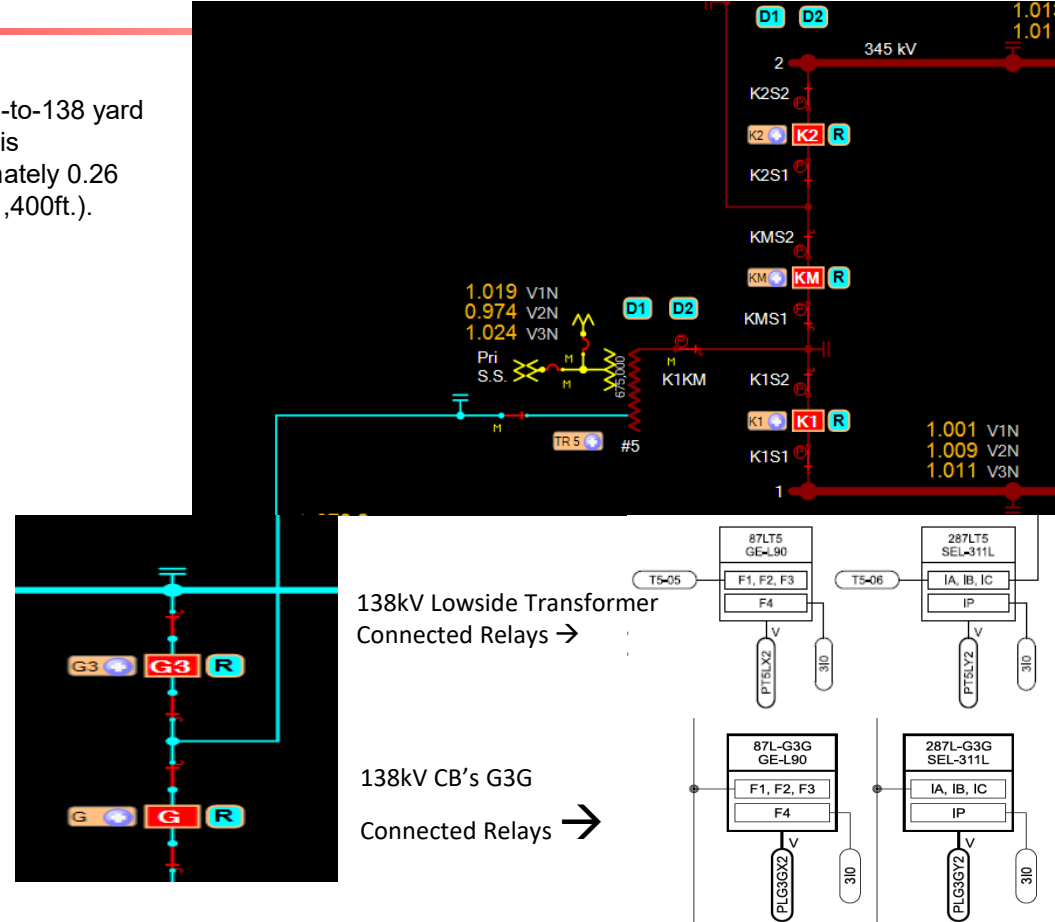 -to-138 yard
is
ately 0.26
,400ft.).
D1 D2
1.01
1.01
345 kV
2
K2S2
K2 K2 R
K2S1
KMS2
KM KM R
KMS1
1.019 V1N
0.974 V2N
1.024 V3N
D1 D2
Pri
S.S.
M
M
675,000
M
K1KM
K1S2
K1 K1 R
K1S1
M
TR 5
#5
1.001 V1N
1.009 V2N
1.011 V3N
1
G3 G3 R
G G R
138kV Lowside Transformer
Connected Relays →
87LT5
GE-L90
T5-05
F1, F2, F3
F4
V
PT5LX2
3I0
287LT5
SEL-311L
T5-06
IA, IB, IC
IP
V
PT5LY2
3I0
138kV CB's G3G
Connected Relays →
87L-G3G
GE-L90
F1, F2, F3
F4
V
PLG3GX2
3I0
287L-G3G
SEL-311L
IA, IB, IC
IP
V
PLG3GY2
3I0